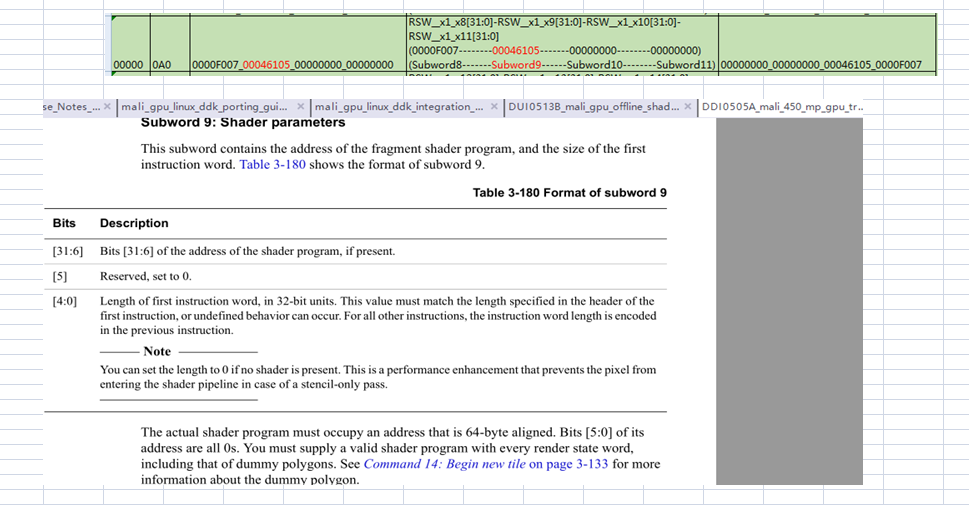 RSW__x1_x8[31:0]-RSW__x1_x9[31:0]-RSW__x1_x10[31:0]-
RSW__x1_x11[31:0]
(0000F007--------00046105-------00000000--------00000000)
00000 0A0 0000F007_00046105_00000000_00000000 (Subword8-------Subword9------Subword10-------Subword11) 00000000_00000000_00046105_0000F007
se_Notes_... × mali_gpu_linux_ddk_porting_gui... × mali_gpu_linux_ddk_integration_... × DUI0513B_mali_gpu_offline_shad... × DDI0505A_mali_450_mp_gpu_tr...
Subword 9: Shader parameters
This subword contains the address of the fragment shader program, and the size of the first
instruction word. Table 3-180 shows the format of subword 9.
Table 3-180 Format of subword 9
Bits Description
[31:6] Bits [31:6] of the address of the shader program, if present.
[5] Reserved, set to 0.
[4:0] Length of first instruction word, in 32-bit units. This value must match the length specified in the header of the
first instruction, or undefined behavior can occur. For all other instructions, the instruction word length is encoded
in the previous instruction.
Note
You can set the length to 0 if no shader is present. This is a performance enhancement that prevents the pixel from
entering the shader pipeline in case of a stencil-only pass.
The actual shader program must occupy an address that is 64-byte aligned. Bits [5:0] of its
address are all 0s. You must supply a valid shader program with every render state word,
including that of dummy polygons. See Command 14: Begin new tile on page 3-133 for more
information about the dummy polygon.